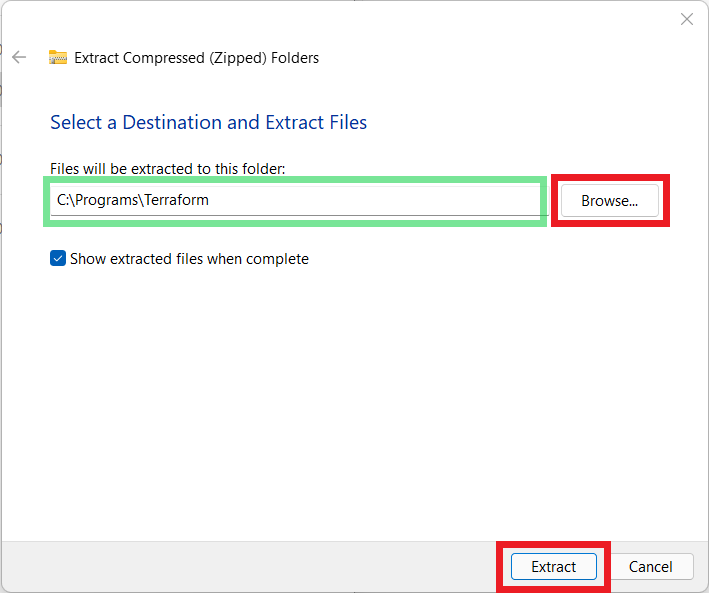 Extract Compressed (Zipped) Folders
Select a Destination and Extract Files
Files will be extracted to this folder:
C:\Programs\Terraform
Browse...
Show extracted files when complete
Extract
Cancel